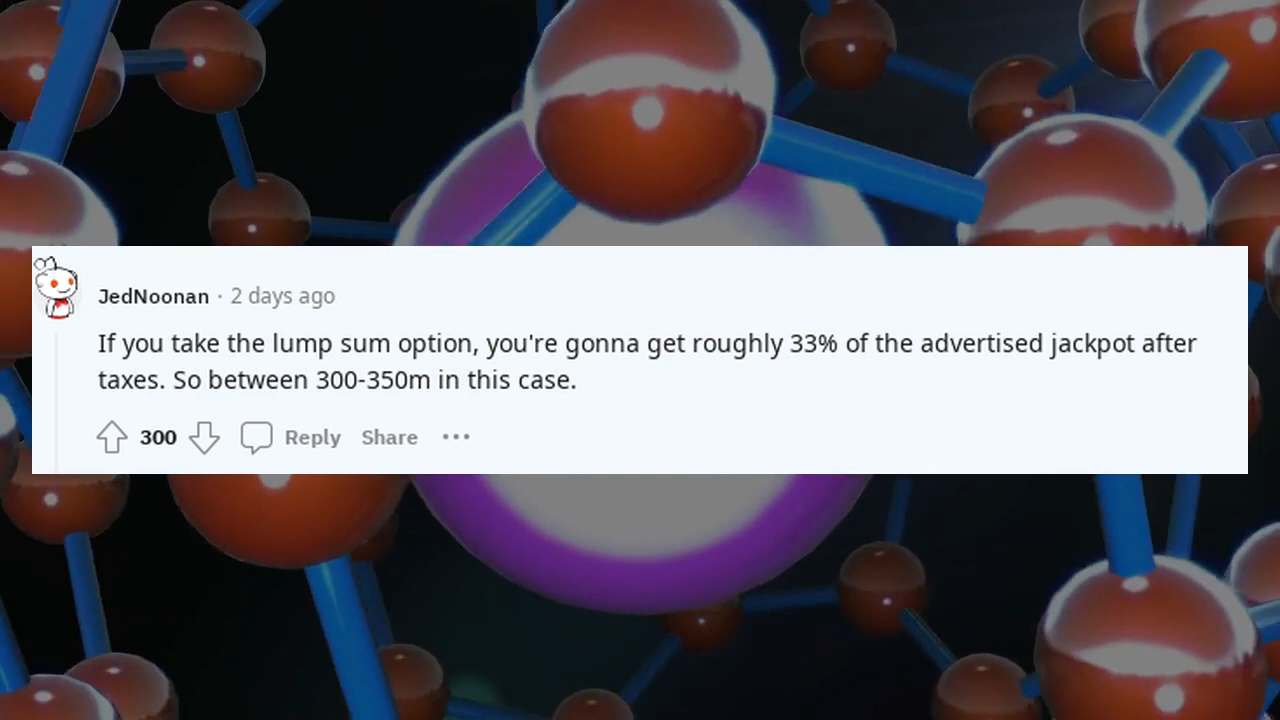 JedNoonan · 2 days ago
If you take the lump sum option, you're gonna get roughly 33% of the advertised jackpot after
taxes. So between 300-350m in this case.
300 Reply Share ···